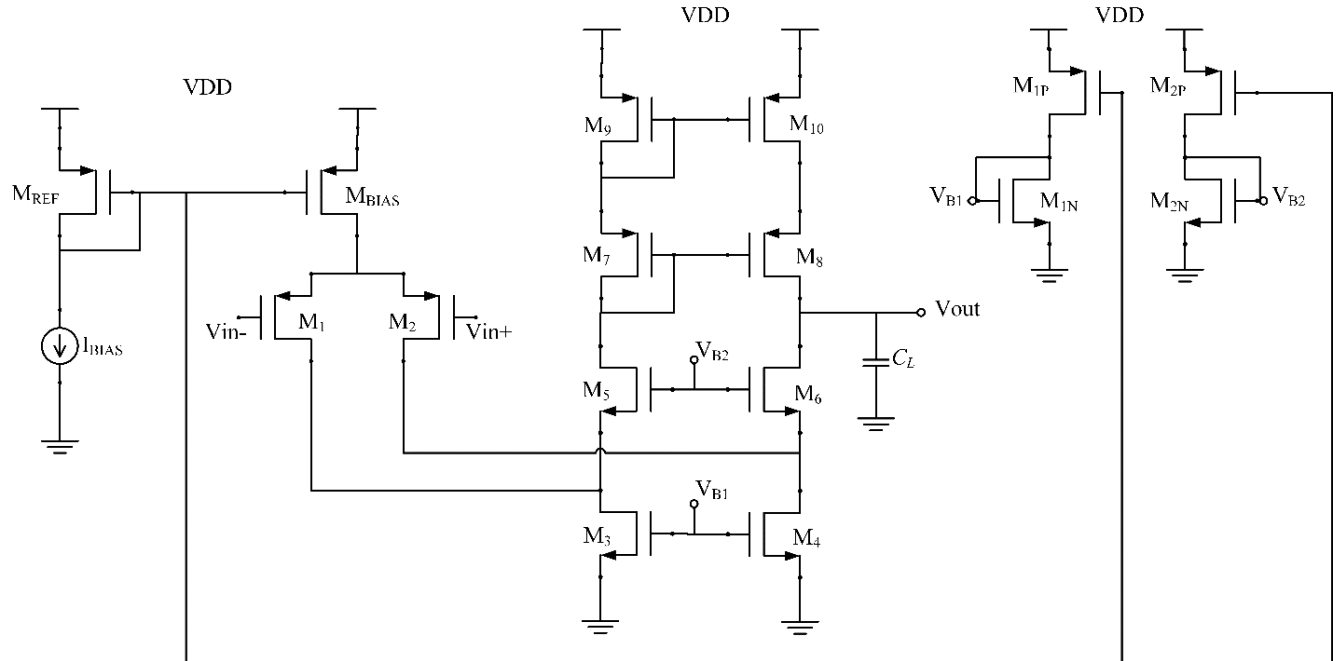 VDD
VDD
VDD
M1P
M2P
M9
M10
MREF
MBIAS
VB1
M1N
M2N
VB2
M7
M8
Vin-
M1
M2
Vin+
Vout
IBIAS
VB2
CL
M5
M6
VB1
M3
M4